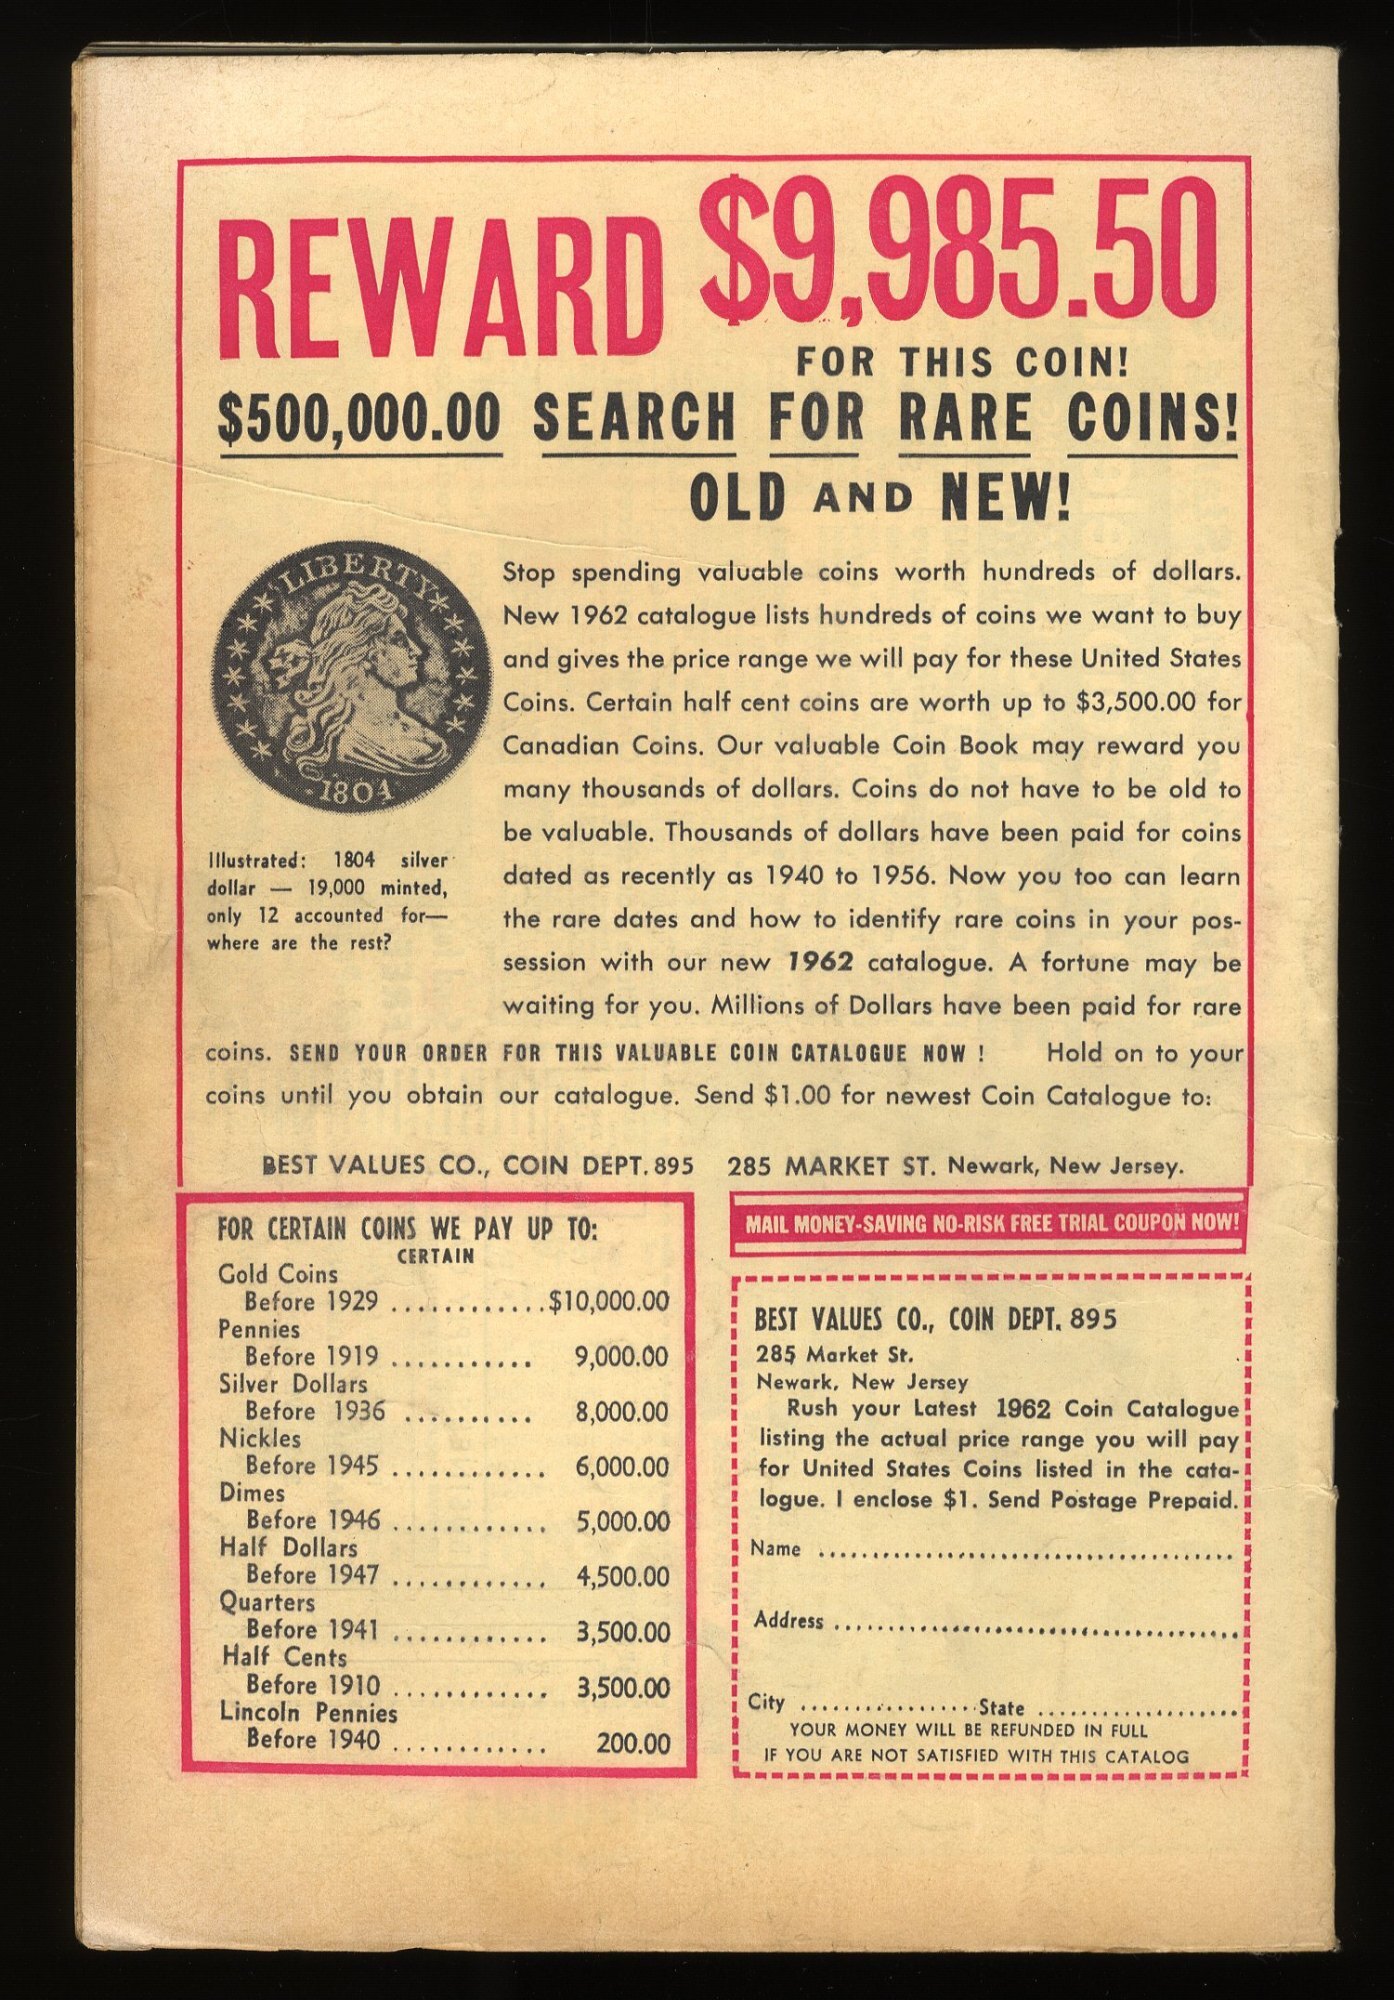 REWARD $9,985.50
FOR THIS COIN!
$500,000.00 SEARCH FOR RARE COINS!
OLD AND NEW!
LIBERTY
1804
Illustrated: 1804 silver
dollar — 19,000 minted,
only 12 accounted for—
where are the rest?
Stop spending valuable coins worth hundreds of dollars.
New 1962 catalogue lists hundreds of coins we want to buy
and gives the price range we will pay for these United States
Coins. Certain half cent coins are worth up to $3,500.00 for
Canadian Coins. Our valuable Coin Book may reward you
many thousands of dollars. Coins do not have to be old to
be valuable. Thousands of dollars have been paid for coins
dated as recently as 1940 to 1956. Now you too can learn
the rare dates and how to identify rare coins in your pos-
session with our new 1962 catalogue. A fortune may be
waiting for you. Millions of Dollars have been paid for rare
coins. SEND YOUR ORDER FOR THIS VALUABLE COIN CATALOGUE NOW ! Hold on to your
coins until you obtain our catalogue. Send $1.00 for newest Coin Catalogue to:
BEST VALUES CO., COIN DEPT. 895 285 MARKET ST. Newark, New Jersey.
FOR CERTAIN COINS WE PAY UP TO:
CERTAIN
Gold Coins
Before 1929 ............$10,000.00
Pennies
Before 1919 ........... 9,000.00
Silver Dollars
Before 1936 .......... 8,000.00
Nickles
Before 1945 ............ 6,000.00
Dimes
Before 1946 ............ 5,000.00
Half Dollars
Before 1947 ............ 4,500.00
Quarters
Before 1941 ............ 3,500.00
Half Cents
Before 1910 ............ 3,500.00
Lincoln Pennies
Before 1940 ............ 200.00
MAIL MONEY-SAVING NO-RISK FREE TRIAL COUPON NOW!
BEST VALUES CO., COIN DEPT. 895
285 Market St.
Newark, New Jersey
Rush your Latest 1962 Coin Catalogue
listing the actual price range you will pay
for United States Coins listed in the cata-
logue. I enclose $1. Send Postage Prepaid.
Name .......................................
Address ......................................
City .................State ...................
YOUR MONEY WILL BE REFUNDED IN FULL
IF YOU ARE NOT SATISFIED WITH THIS CATALOG